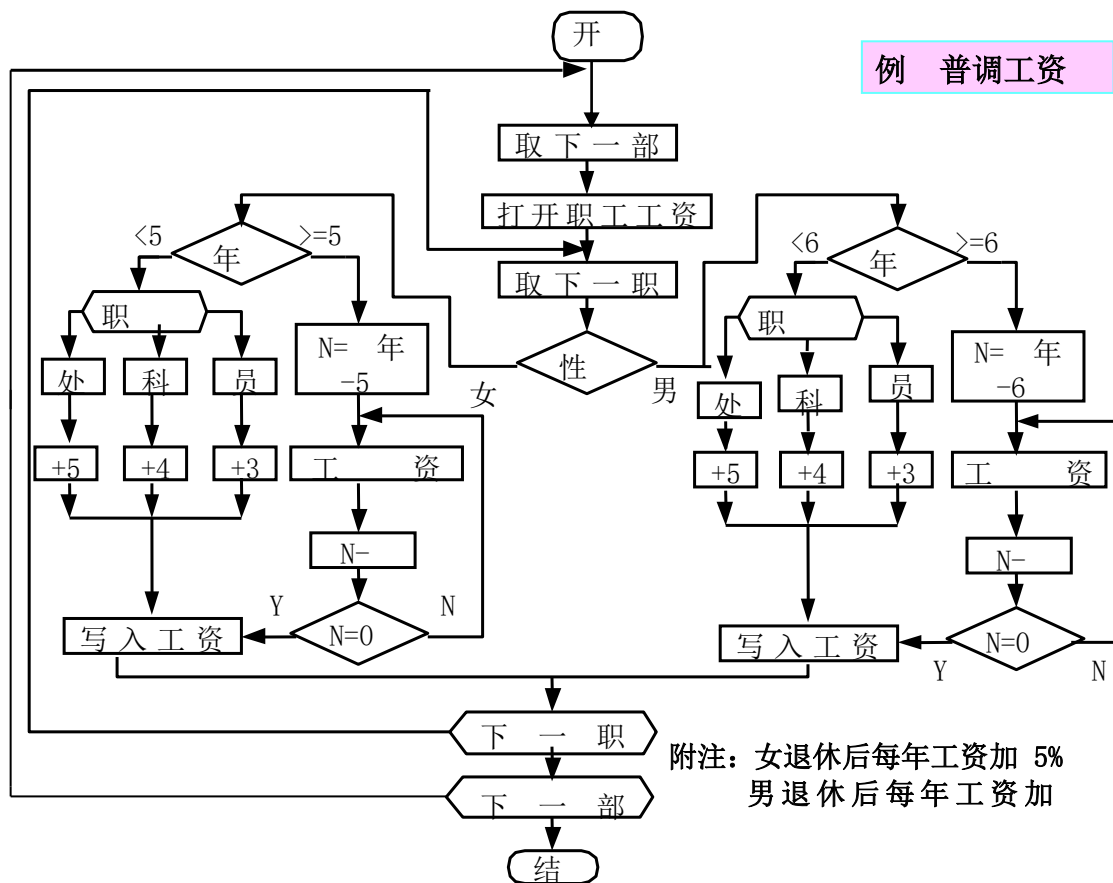 开
例 普调工资
取下一部
打开职工工资
<5
>=5
年
取下一职
<6
>=6
年
职
N= 年
-5
性
女
男
职
N= 年
-6
处
科
员
处
科
员
+5
+4
+3
工 资
+5
+4
+3
工 资
N-
N-
Y
N
N=0
写入工资
写入工资
N=0
Y
N
下一职
附注：女退休后每年工资加 5%
男退休后每年工资加
下一部
结